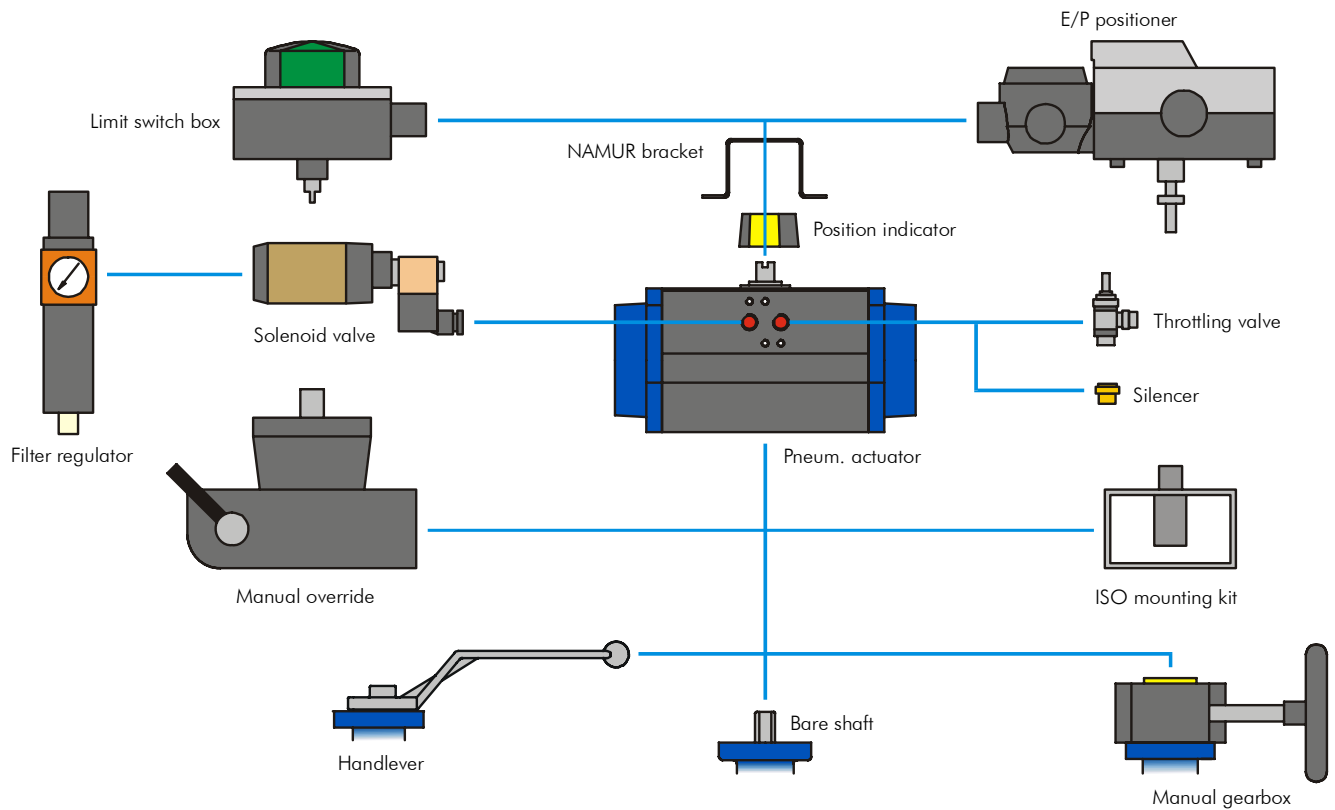 E/P positioner
Limit switch box
NAMUR bracket
Position indicator
Solenoid valve
Throttling valve
Silencer
Filter regulator
Pneum. actuator
Manual override
ISO mounting kit
Bare shaft
Handlever
Manual gearbox